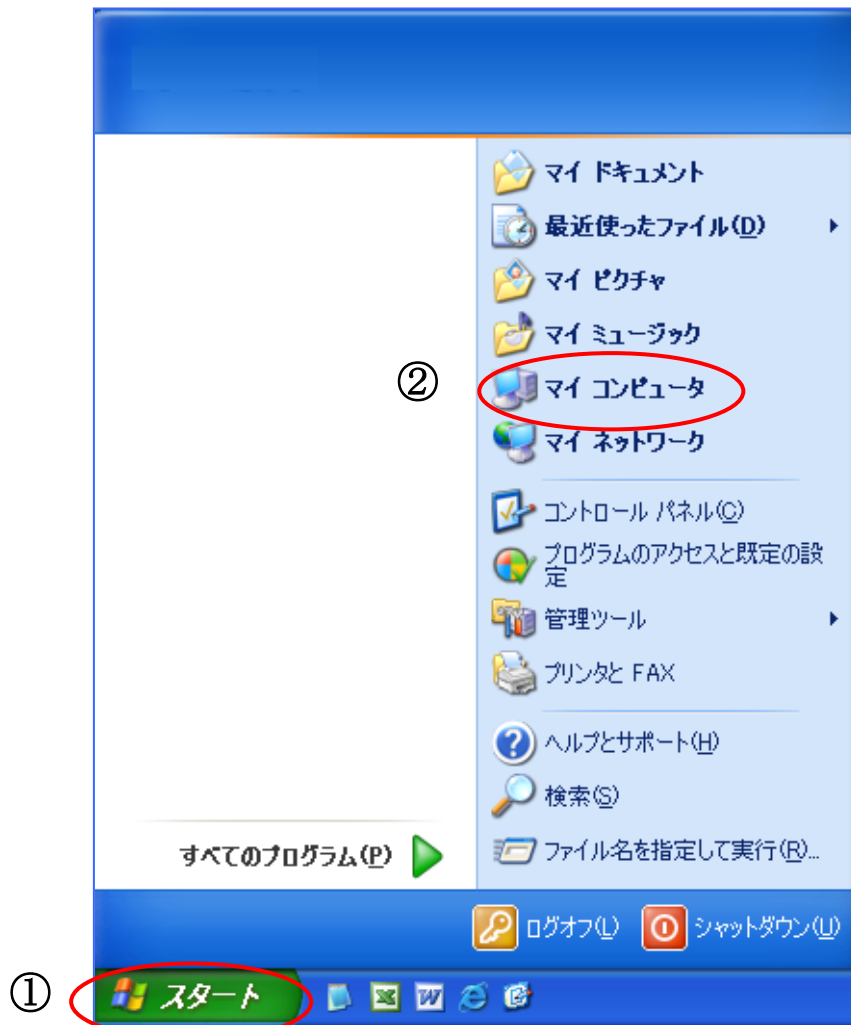 マイ ドキュメント
最近使ったファイル(D)
マイ ピクチャ
マイ ミュージック
②
マイ コンピュータ
マイ ネットワーク
コントロール パネル(C)
プログラムのアクセスと既定の設
定
管理ツール
プリンタと FAX
ヘルプとサポート(H)
検索(S)
すべてのプログラム(P)
ファイル名を指定して実行(R)...
ログオフ(L)
シャットダウン(U)
①
スタート